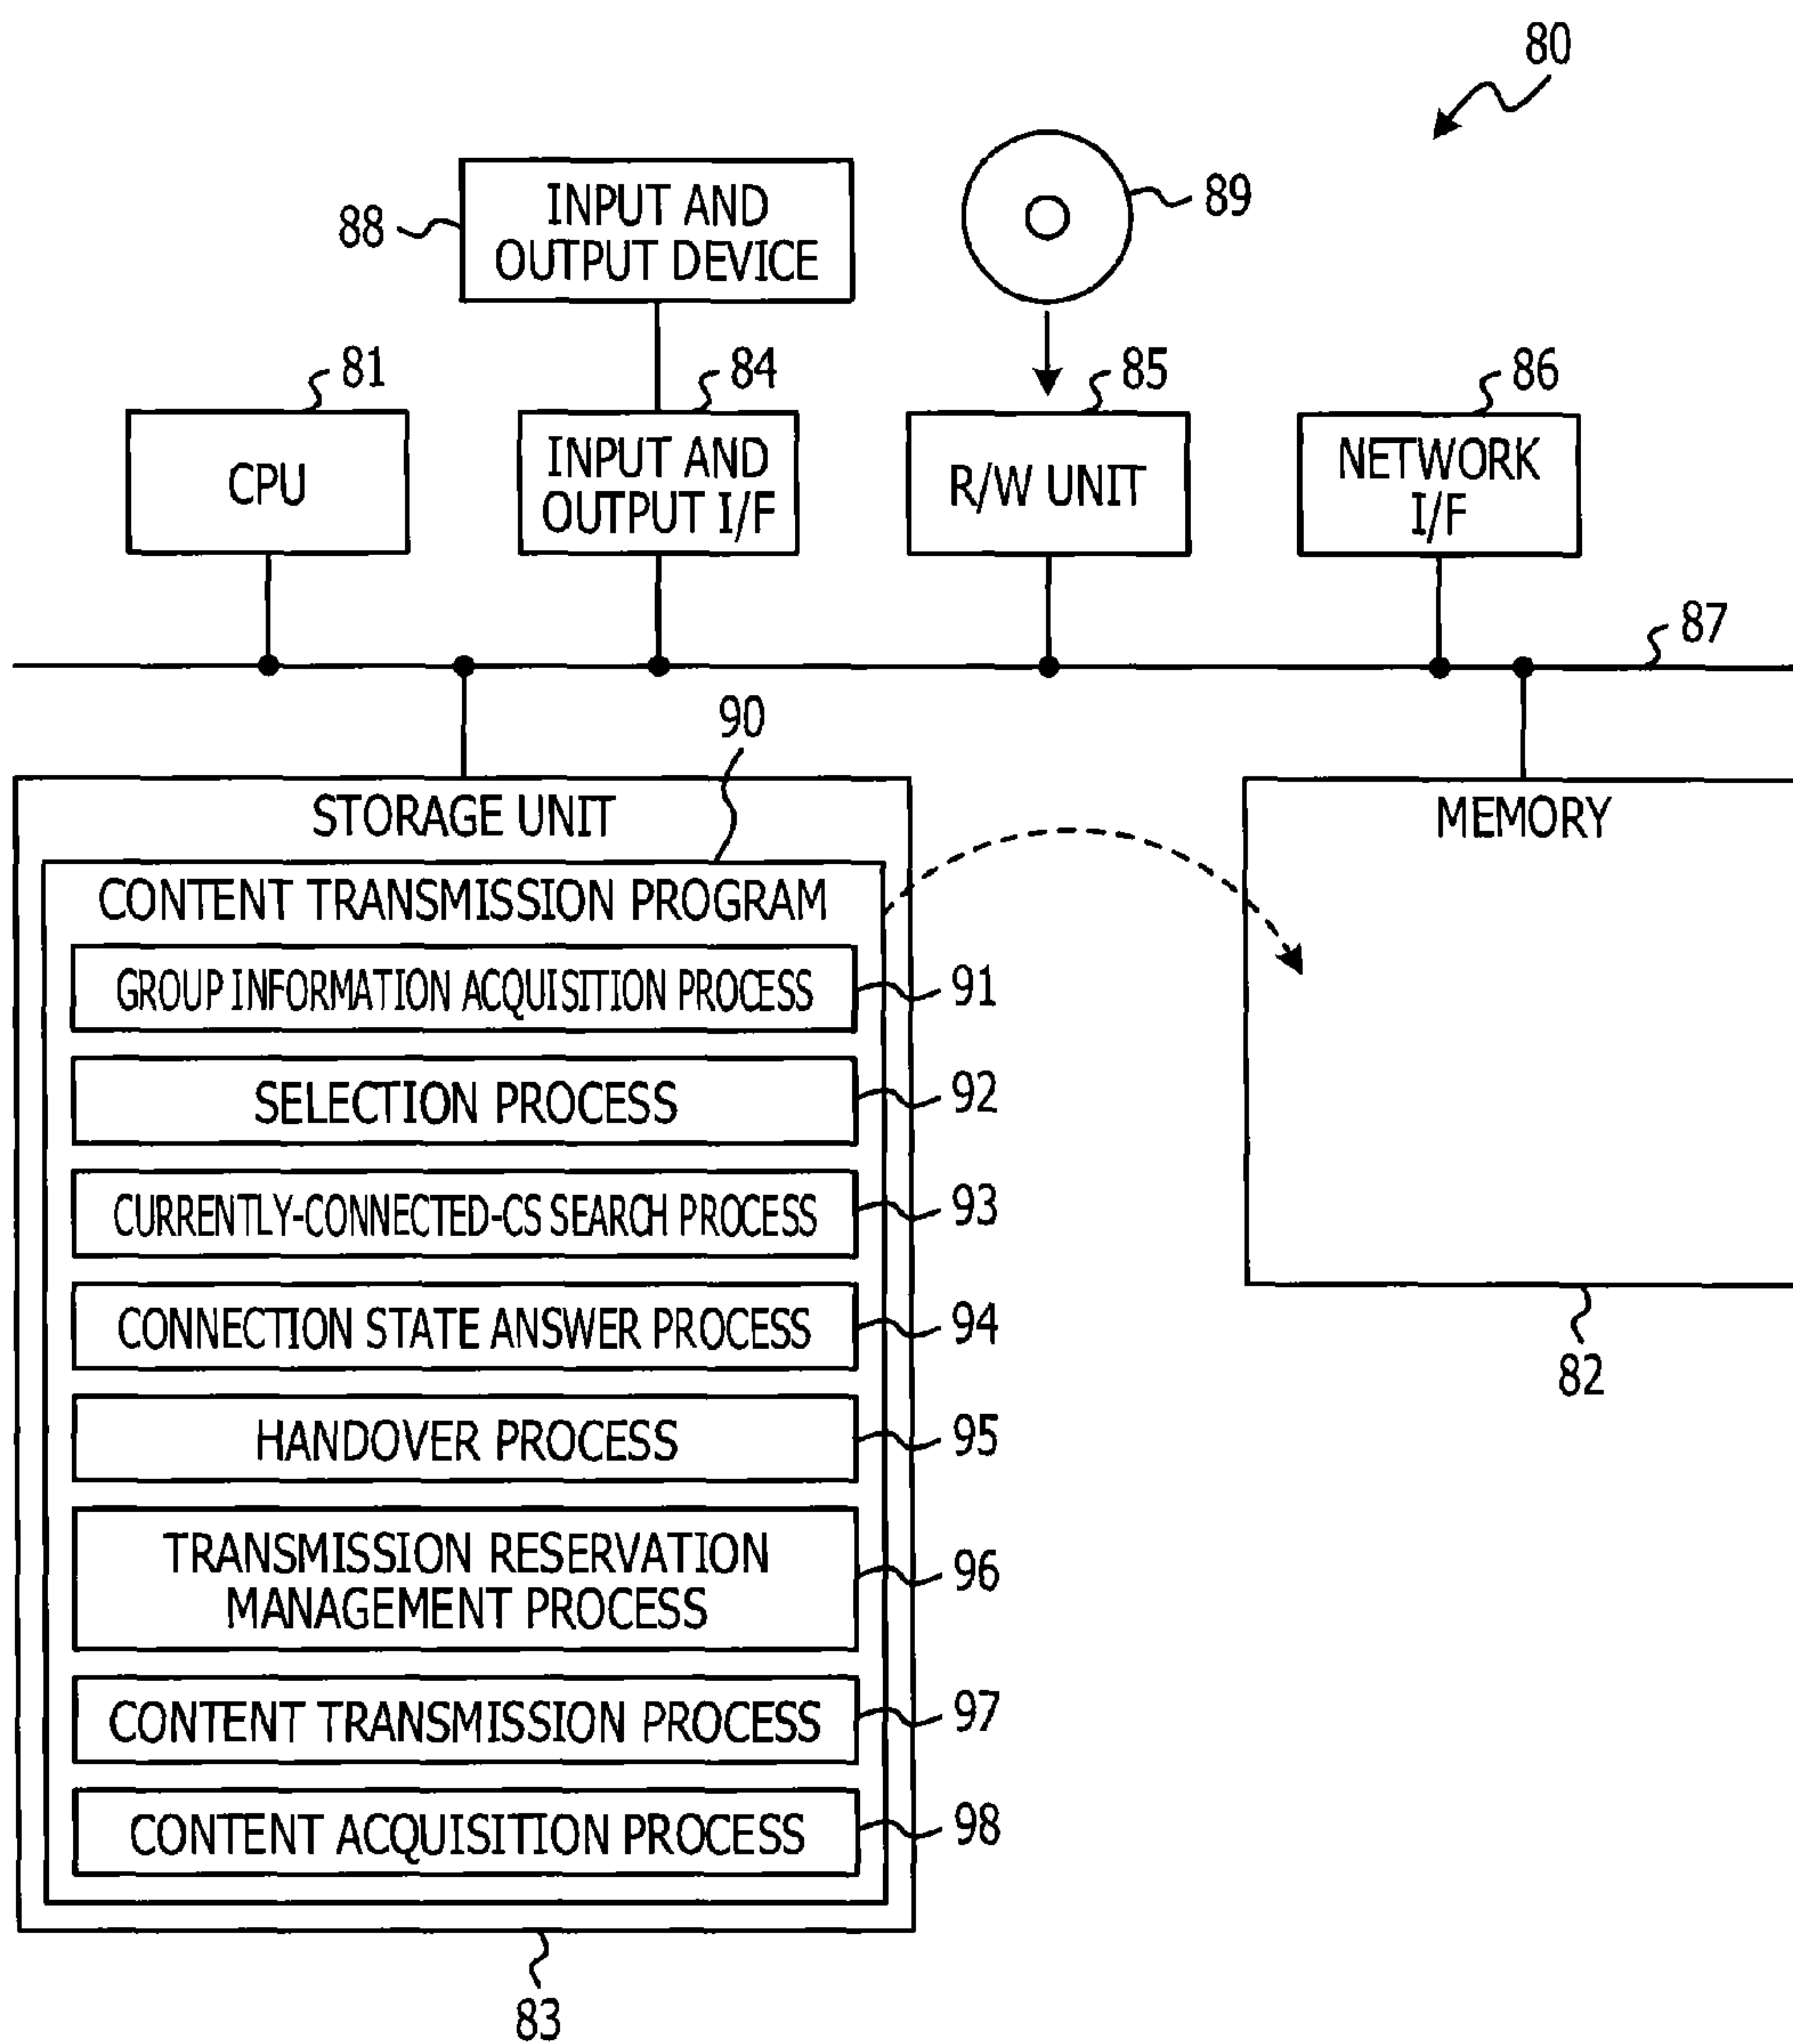 80
INPUT AND
OUTPUT DEVICE
88
89
81
84
85
86
CPU
INPUT AND
OUTPUT I/F
R/W UNIT
NETWORK
I/F
87
90
STORAGE UNIT
MEMORY
CONTENT TRANSMISSION PROGRAM
GROUP INFORMATION ACQUISITION PROCESS
91
SELECTION PROCESS
92
CURRENTLY-CONNECTED-CS SEARCH PROCESS
93
CONNECTION STATE ANSWER PROCESS
94
82
HANDOVER PROCESS
95
TRANSMISSION RESERVATION
MANAGEMENT PROCESS
96
CONTENT TRANSMISSION PROCESS
97
CONTENT ACQUISITION PROCESS
98
83